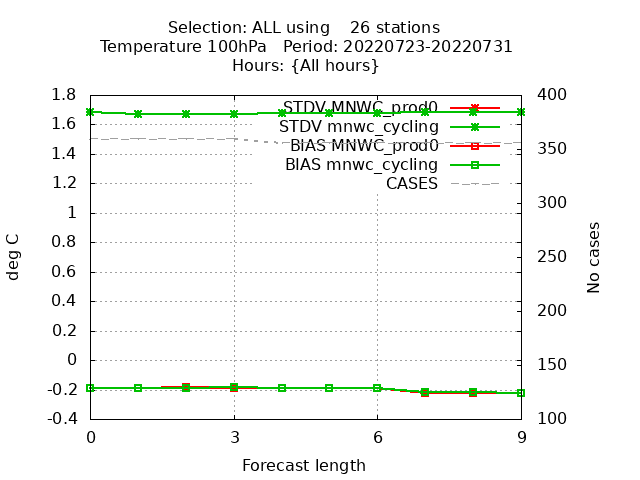 Selection: ALL using    26 stations
Temperature 100hPa   Period: 20220723-20220731
Hours: {All hours}
1.8
1.6
1.4
1.2
1
0.8
0.6
0.4
0.2
0
-0.2
-0.4
deg C
STDV MNWC_prod0
STDV mnwc_cycling
BIAS MNWC_prod0
BIAS mnwc_cycling
CASES
400
350
300
250
200
150
100
No cases
0 3 6 9
Forecast length